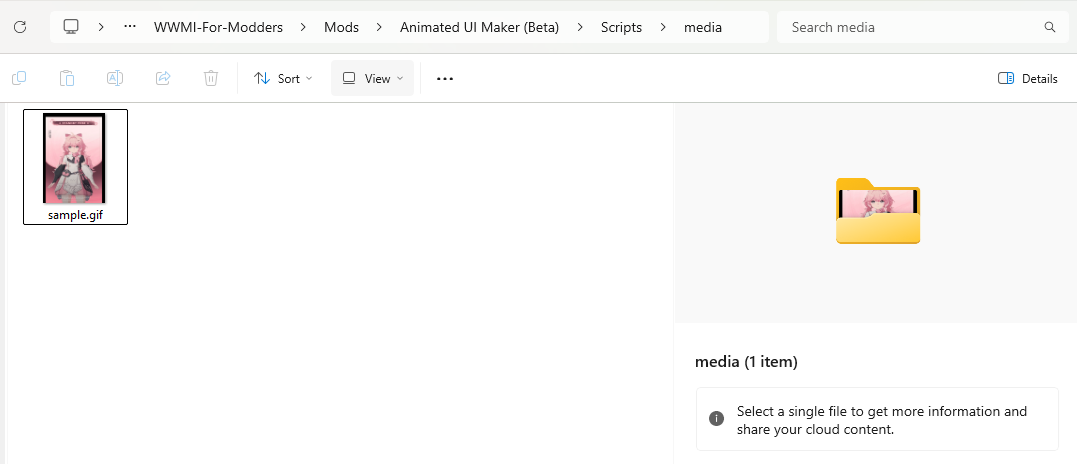 WWMI-For-Modders
Mods
Animated UI Maker (Beta)
Scripts
media
Search media
Sort
View
Details
sample.gif
media (1 item)
Select a single file to get more information and
share your cloud content.